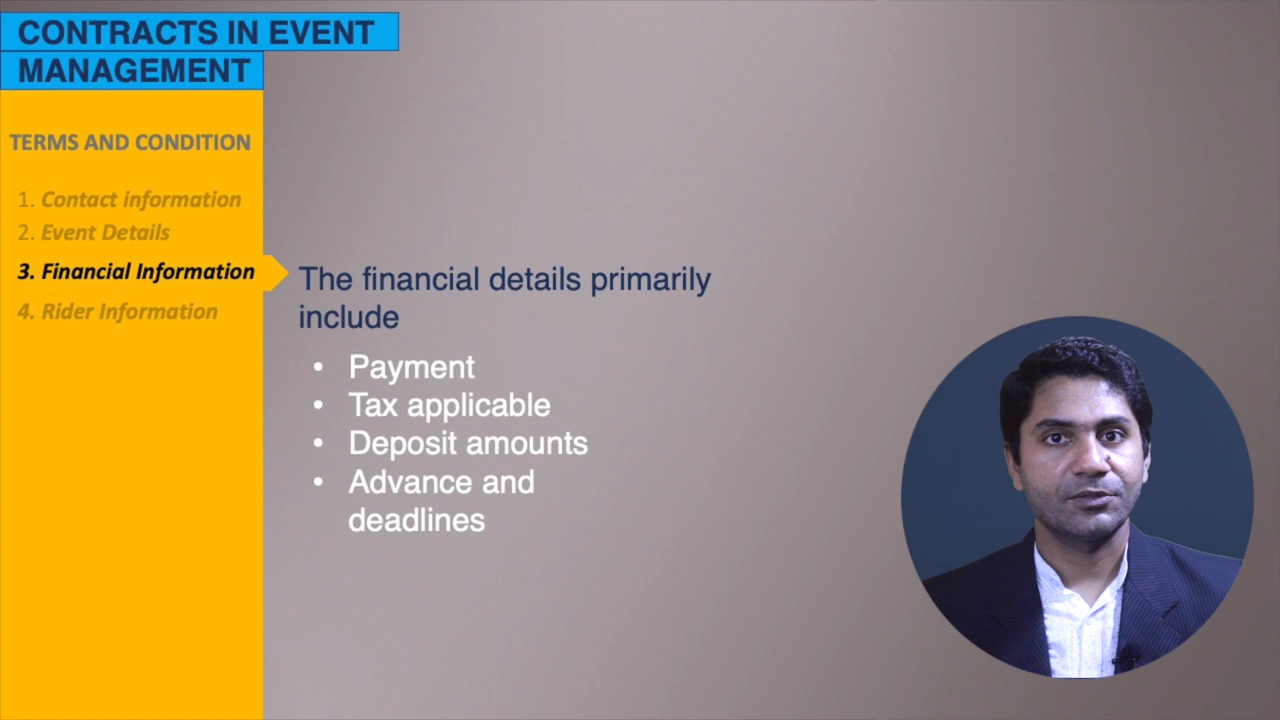 CONTRACTS IN EVENT
MANAGEMENT
TERMS AND CONDITION
1. Contact information
2. Event Details
3. Financial Information
4. Rider Information
The financial details primarily
include
• Payment
• Tax applicable
• Deposit amounts
• Advance and
deadlines